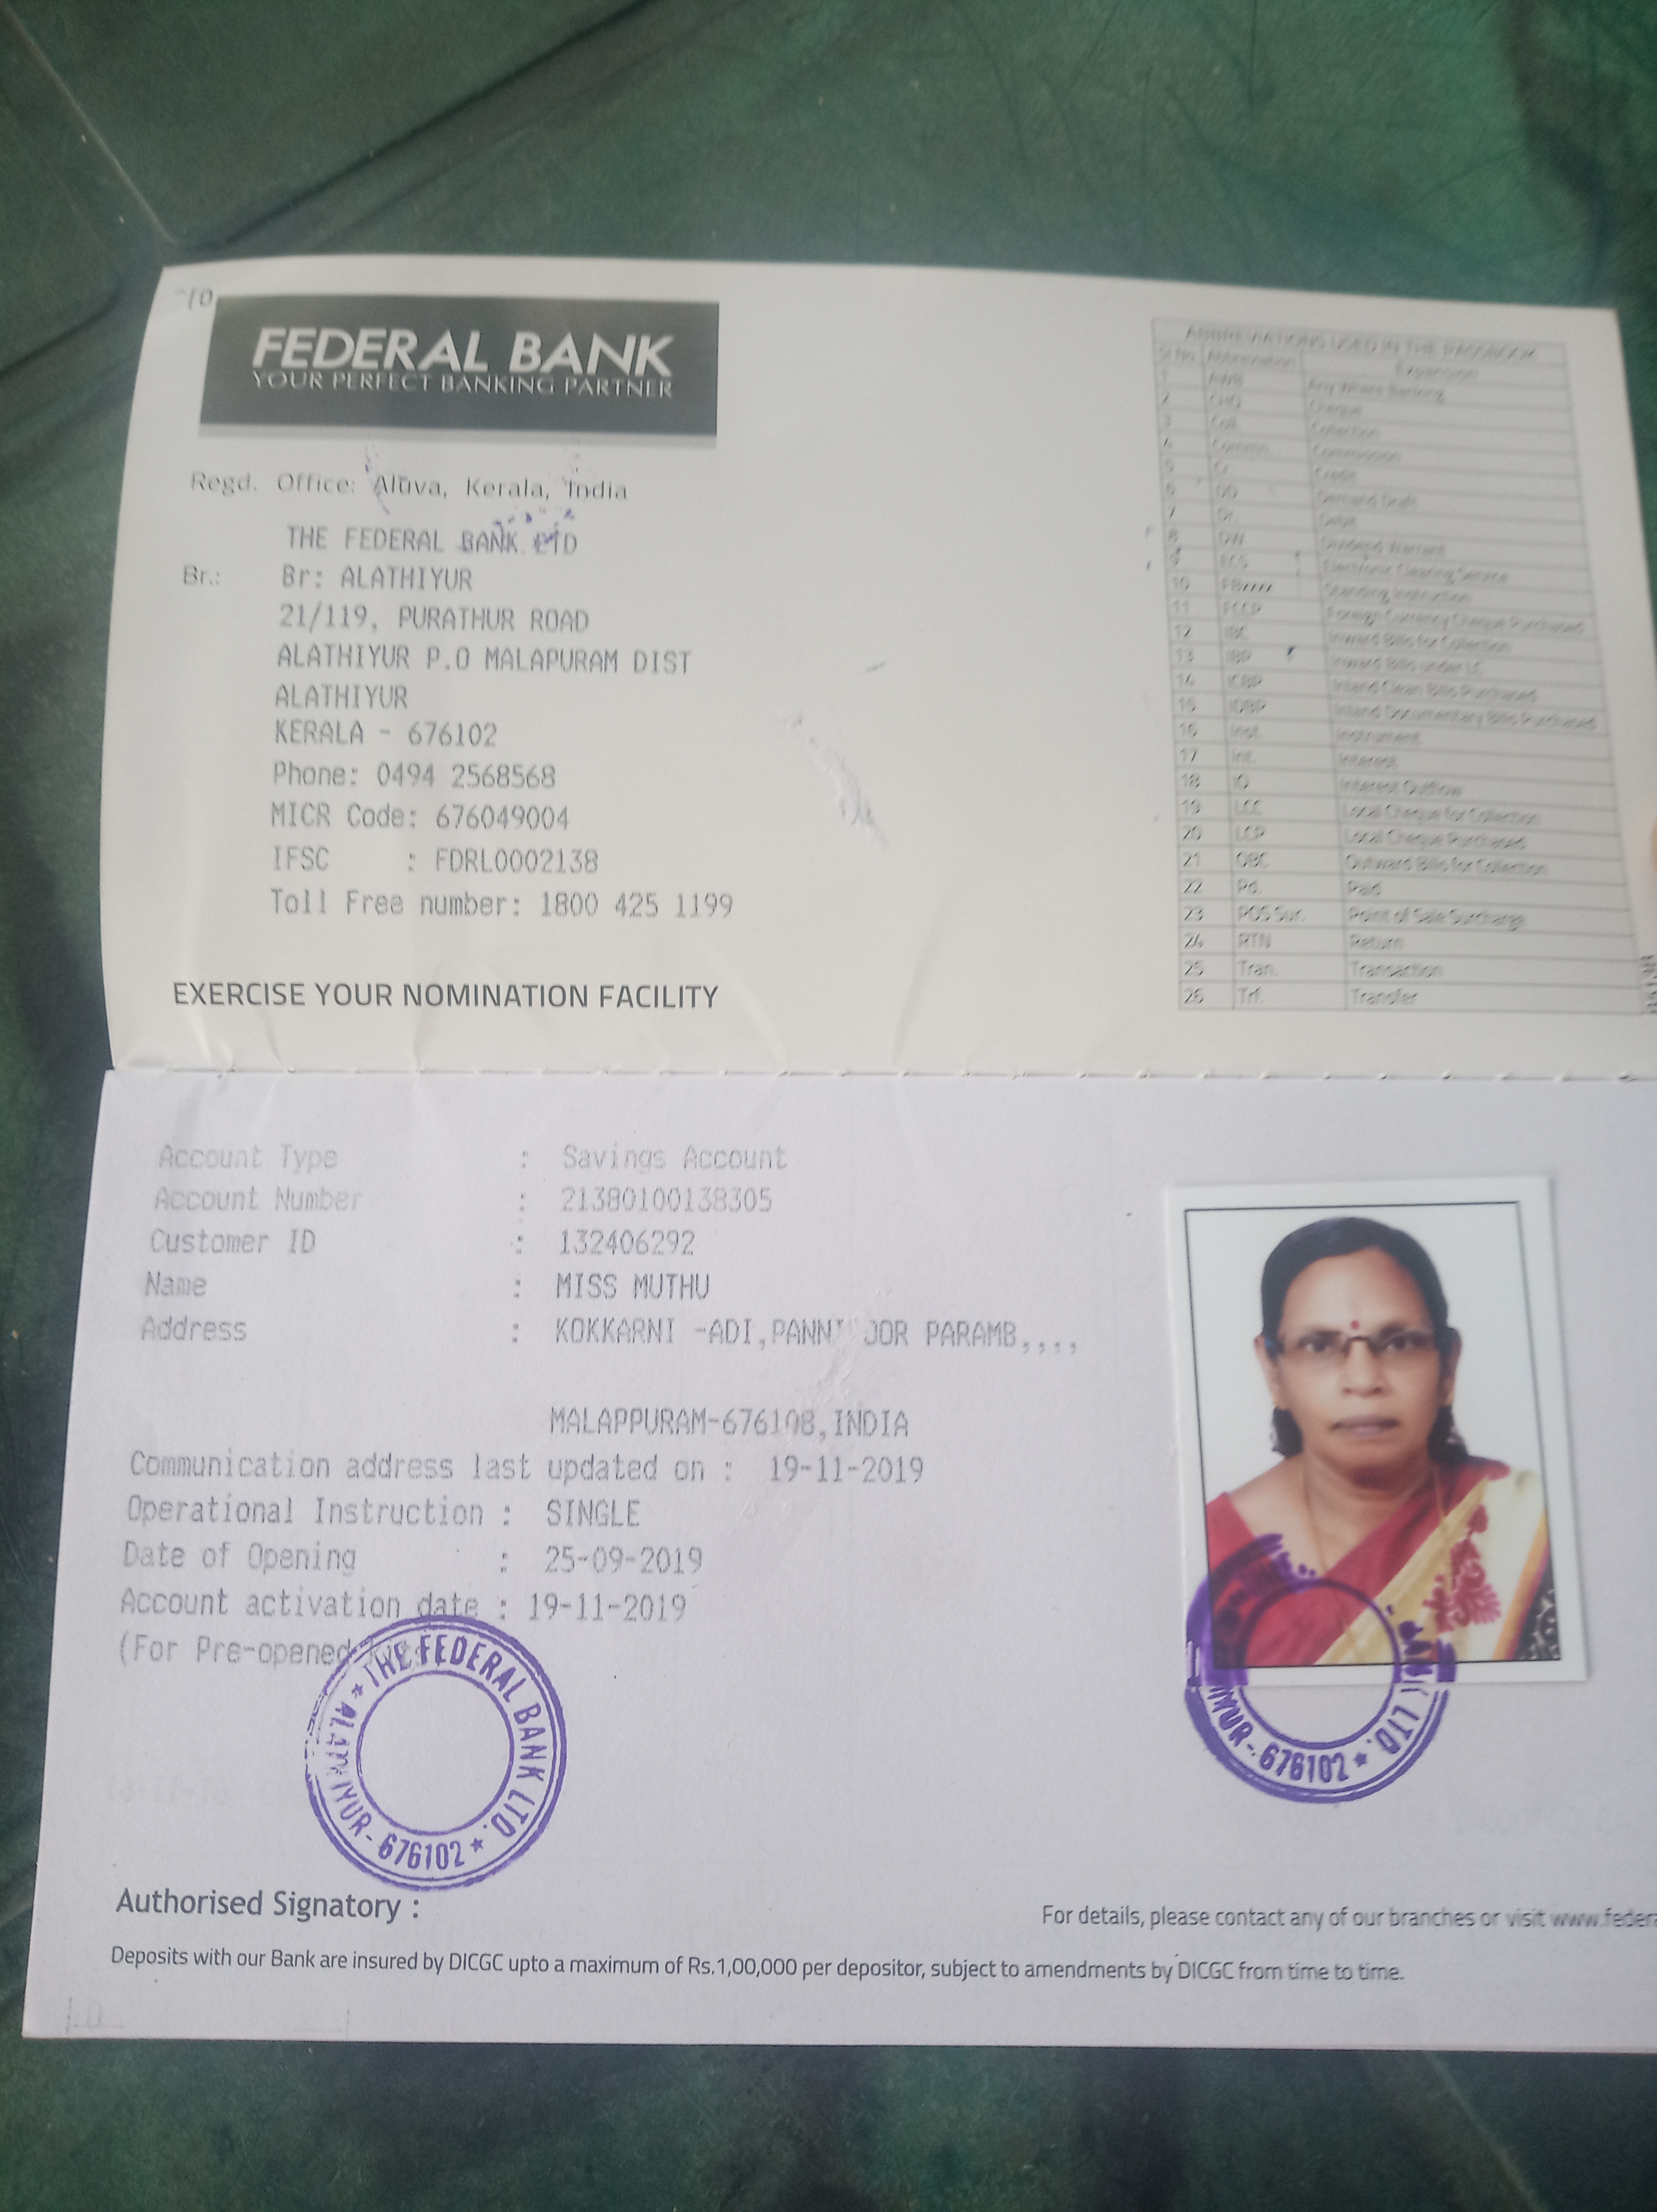 FEDERAL BANK
YOUR PERFECT BANKING PARTNER
Regd. Office: Aluva, Kerala, India
THE FEDERAL BANK LTD
Br.: Br: ALATHIYUR
21/119, PURATHUR ROAD
ALATHIYUR P.O MALAPURAM DIST
ALATHIYUR
KERALA - 676102
Phone: 0494 2568568
MICR Code: 676049004
IFSC : FDRL0002138
Toll Free number: 1800 425 1199
EXERCISE YOUR NOMINATION FACILITY
ABBREVIATIONS USED IN THE PASSBOOK
Sl No Abbreviation Expansion
1 AWB Any Where Banking
2 CHQ Cheque
3 Coll Collection
4 Commn. Commission
5 Cr. Credit
6 DD Demand Draft
7 Dr. Debit
8 DW Dividend Warrant
9 ECS Electronic Clearing Service
10 Standing Instruction
11 FCCP Foreign Currency Cheque Purchased
12 IBC Inward Bills for Collection
13 IBP Inward Bills under LC
14 ICBP Inland Clean Bills Purchased
15 IDBP Inland Documentary Bills Purchased
16 Inst. Instrument
17 Int. Interest
18 IO Interest Outflow
19 LCC Local Cheque for Collection
20 LCP Local Cheque Purchased
21 OBC Outward Bills for Collection
22 Pd. Paid
23 POS Sur. Point of Sale Surcharge
24 RTN Return
25 Tran. Transaction
26 Trf. Transfer
Account Type : Savings Account
Account Number : 21380100138305
Customer ID : 132406292
Name : MISS MUTHU
Address : KOKKARNI -ADI, PARAMB,,,,
MALAPPURAM-676108,INDIA
Communication address last updated on : 19-11-2019
Operational Instruction : SINGLE
Date of Opening : 25-09-2019
Account activation date : 19-11-2019
(For Pre-opened
THE FEDERAL BANK LTD.
ALATHIYUR - 676102
LTD.
676102
Authorised Signatory :
For details, please contact any of our branches or visit www.feder
Deposits with our Bank are insured by DICGC upto a maximum of Rs.1,00,000 per depositor, subject to amendments by DICGC from time to time.